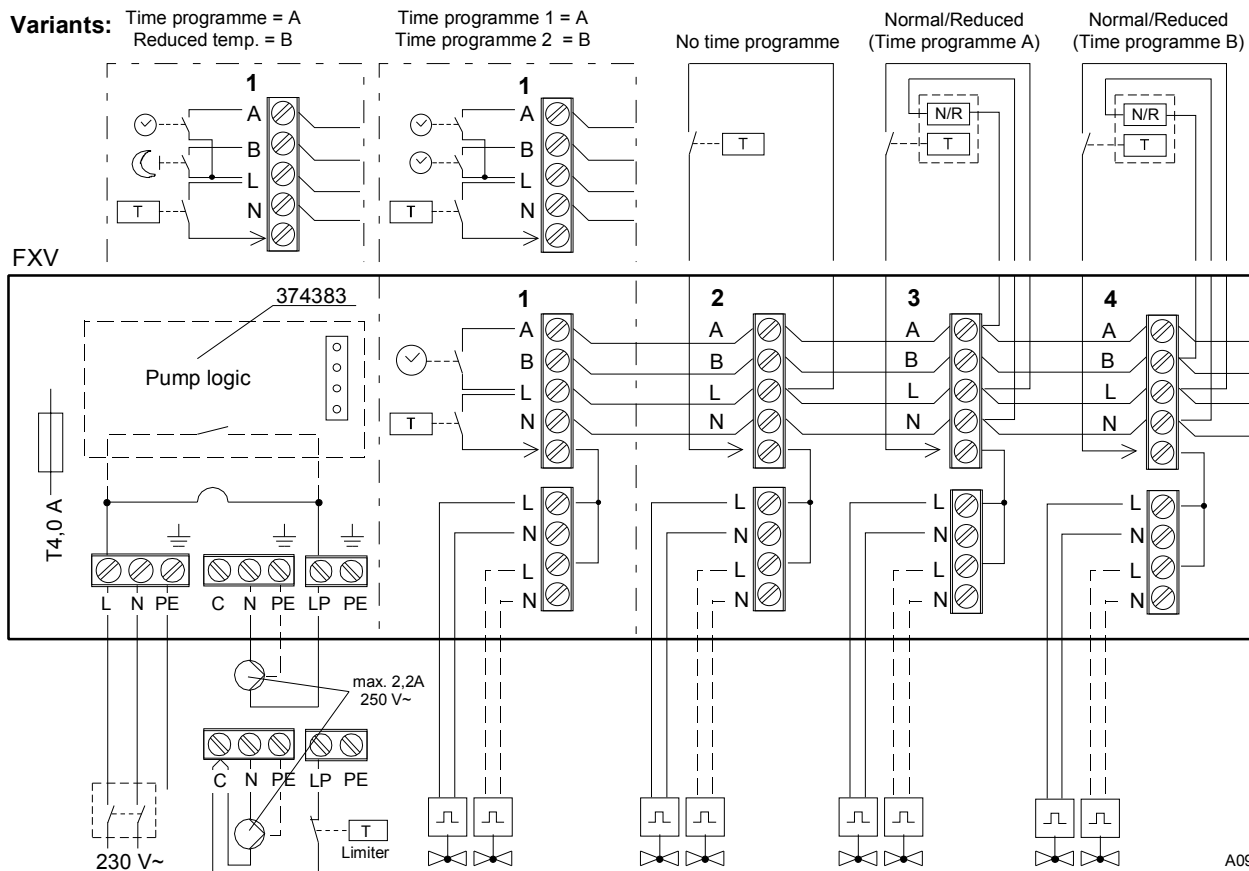 Variants:
Time programme = A
Reduced temp. = B
Time programme 1 = A
Time programme 2 = B
No time programme
Normal/Reduced
(Time programme A)
Normal/Reduced
(Time programme B)
1
A
B
L
N
T
1
A
B
L
N
T
T
N/R
T
N/R
T
FXV
374383
Pump logic
T4,0 A
1
A
B
L
N
T
L
N
L
N
2
A
B
L
N
L
N
L
N
3
A
B
L
N
L
N
L
N
4
A
B
L
N
L
N
L
N
L N PE C N PE LP PE
max. 2,2A
250 V~
C N PE LP PE
T
Limiter
230 V~
A09